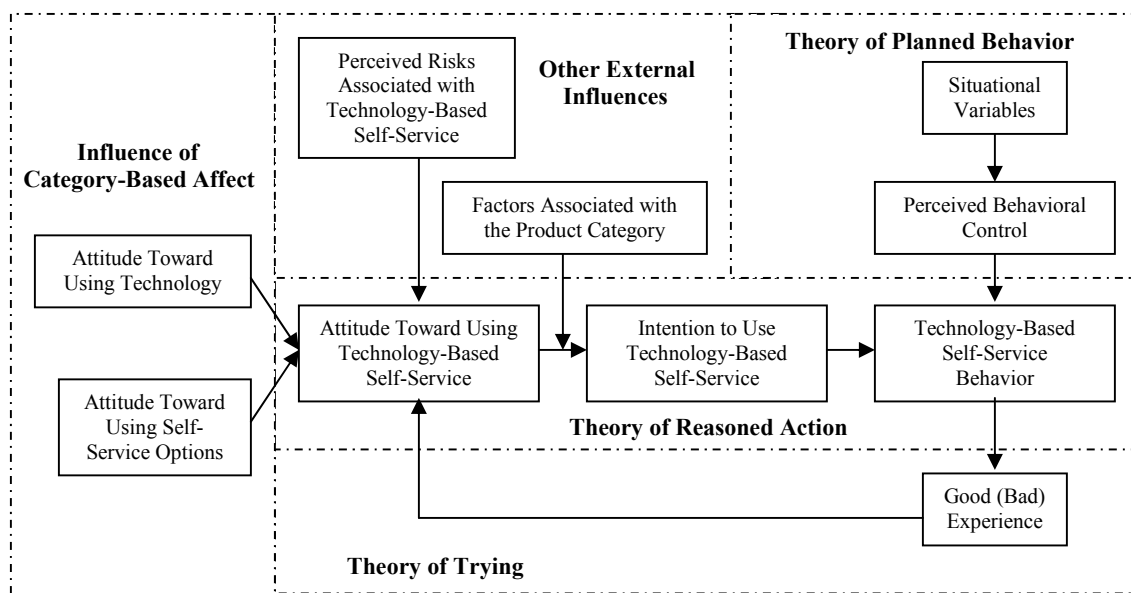 Theory of Planned Behavior
Perceived Risks
Associated with
Technology-Based
Self-Service
Other External
Influences
Situational
Variables
Influence of
Category-Based Affect
Factors Associated with
the Product Category
Perceived Behavioral
Control
Attitude Toward
Using Technology
Attitude Toward Using
Technology-Based
Self-Service
Intention to Use
Technology-Based
Self-Service
Technology-Based
Self-Service
Behavior
Attitude Toward
Using Self-
Service Options
Theory of Reasoned Action
Good (Bad)
Experience
Theory of Trying